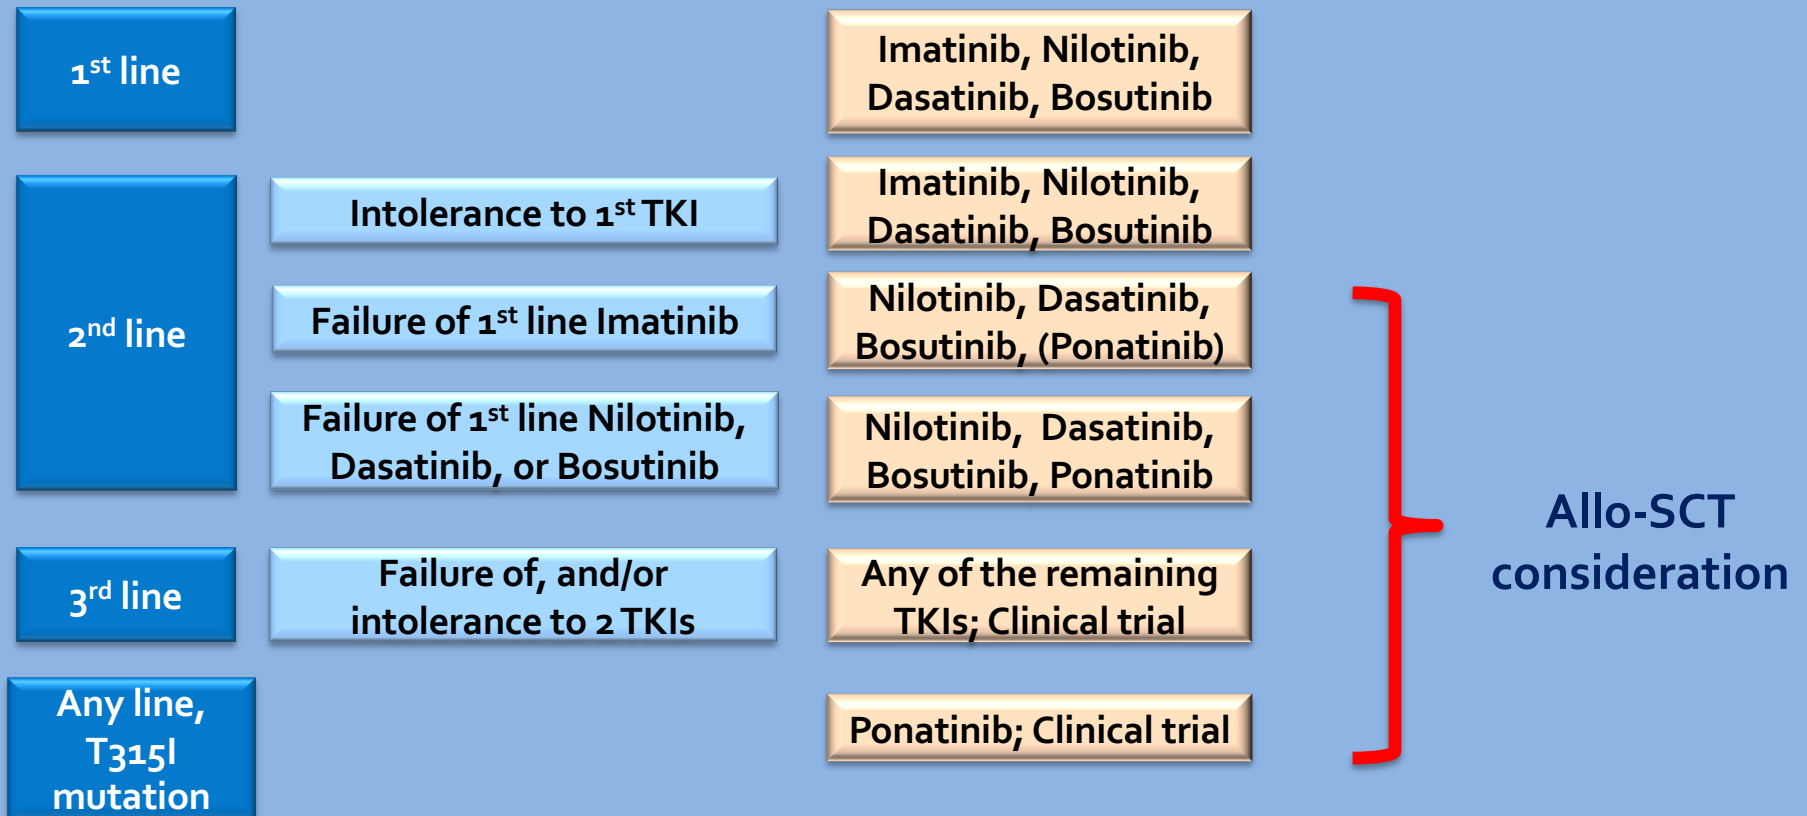 1st line
Imatinib, Nilotinib,
Dasatinib, Bosutinib
2nd line
Intolerance to 1st TKI
Imatinib, Nilotinib,
Dasatinib, Bosutinib
Failure of 1st line Imatinib
Nilotinib, Dasatinib,
Bosutinib, (Ponatinib)
Failure of 1st line Nilotinib,
Dasatinib, or Bosutinib
Nilotinib, Dasatinib,
Bosutinib, Ponatinib
3rd line
Failure of, and/or
intolerance to 2 TKIs
Any of the remaining
TKIs; Clinical trial
Any line,
T315I
mutation
Ponatinib; Clinical trial
Allo-SCT
consideration